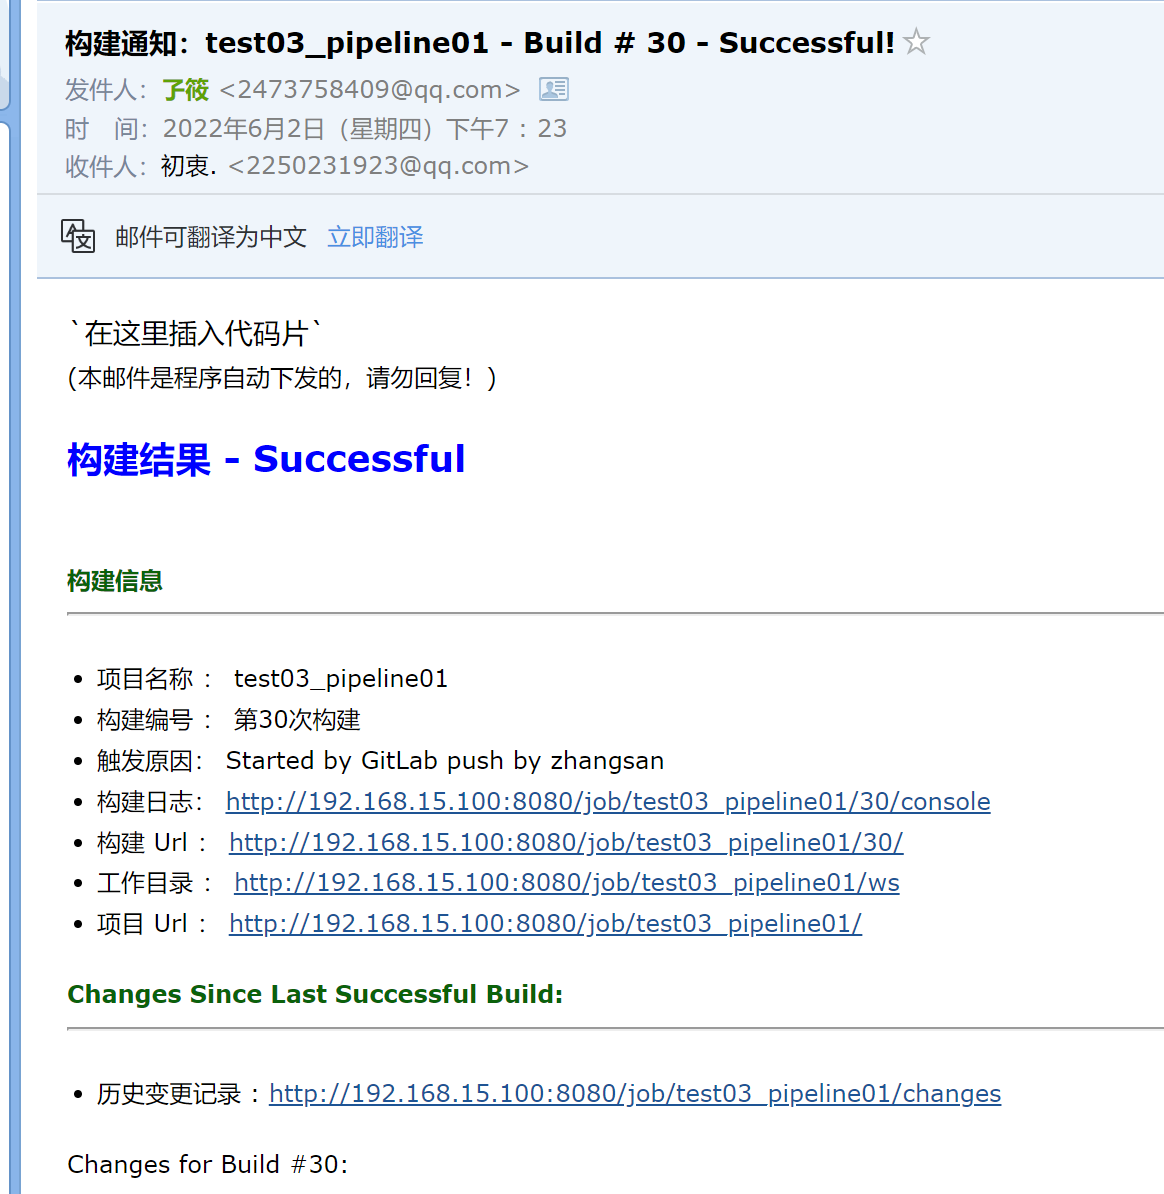 构建通知：test03_pipeline01 - Build # 30 - Successful!
发件人：子筱 <2473758409@qq.com>
时 间：2022年6月2日（星期四）下午7：23
收件人：初衷. <2250231923@qq.com>
邮件可翻译为中文 立即翻译
`在这里插入代码片`
(本邮件是程序自动下发的，请勿回复！)
构建结果 - Successful
构建信息
• 项目名称 ： test03_pipeline01
• 构建编号 ： 第30次构建
• 触发原因： Started by GitLab push by zhangsan
• 构建日志： http://192.168.15.100:8080/job/test03_pipeline01/30/console
• 构建 Url ： http://192.168.15.100:8080/job/test03_pipeline01/30/
• 工作目录 ： http://192.168.15.100:8080/job/test03_pipeline01/ws
• 项目 Url ： http://192.168.15.100:8080/job/test03_pipeline01/
Changes Since Last Successful Build:
• 历史变更记录 : http://192.168.15.100:8080/job/test03_pipeline01/changes
Changes for Build #30: